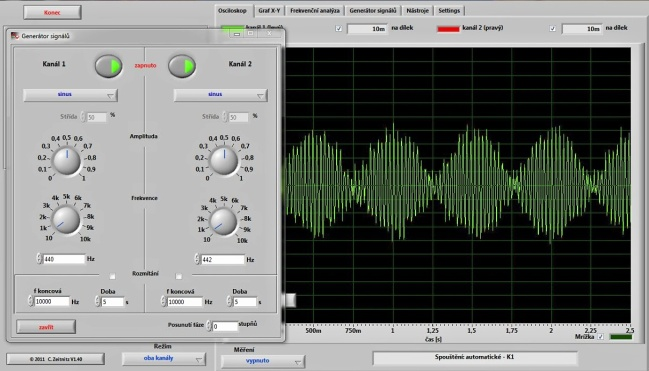 Konec
Osciloskop Graf X-Y Frekvenční analýza Generátor signálů Nástroje Settings
kanál 1 (levý) 10m na dílek kanál 2 (pravý) 10m na dílek
Generátor signálů
Kanál 1 zapnuto Kanál 2
sinus sinus
Střída 50 % Střída 50 %
Amplituda
0 0,1 0,2 0,3 0,4 0,5 0,6 0,7 0,8 0,9 1
0 0,1 0,2 0,3 0,4 0,5 0,6 0,7 0,8 0,9 1
Frekvence
10 1k 2k 3k 4k 5k 6k 7k 8k 9k 10k
10 1k 2k 3k 4k 5k 6k 7k 8k 9k 10k
440 Hz 442 Hz
Rozmítání
f koncová Doba f koncová Doba
10000 Hz 5 s 10000 Hz 5 s
zavřít
Posunutí fáze 0 stupňů
500m 750m 1 1,25 1,5 1,75 2 2,25 2,5
čas [s]
Mřížka
© 2011 C. Zeitnitz V1.40
Režim
oba kanály
Měření
vypnuto
Spouštění: automatické - K1